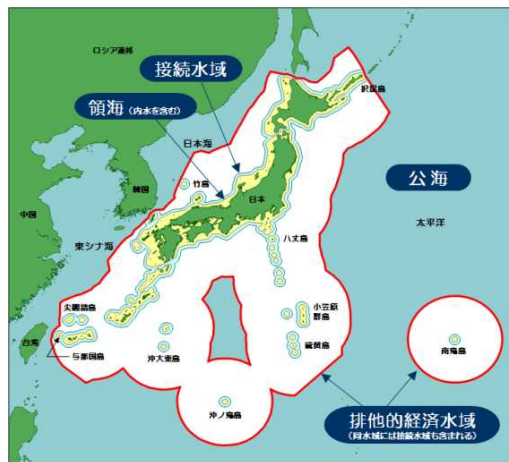 ロシア連邦
接続水域
択捉島
領海(内水を含む)
日本海
竹島
公海
韓国
日本
中国
太平洋
八丈島
東シナ海
尖閣諸島
小笠原
群島
台湾
硫黄島
南鳥島
与那国島
沖大東島
排他的経済水域
(同水域には接続水域も含まれる)
沖ノ鳥島